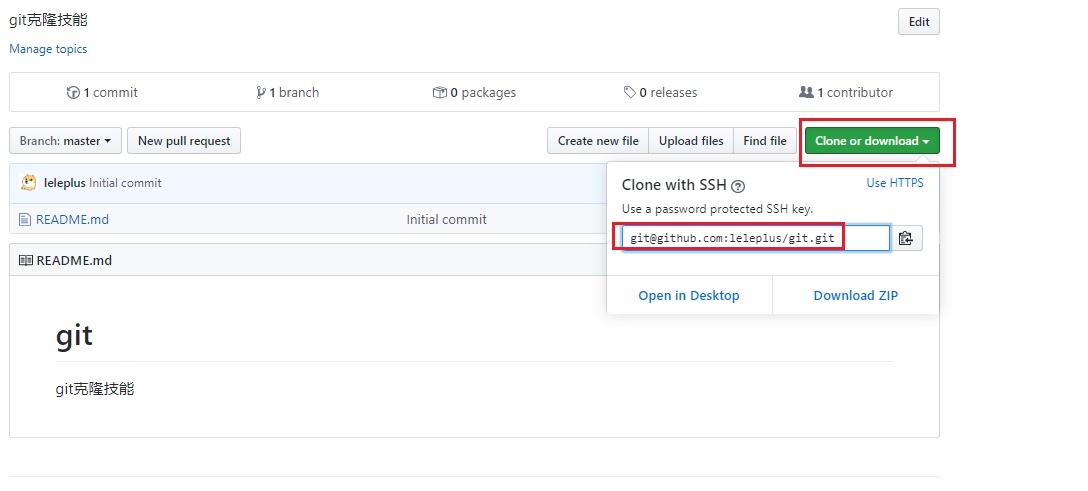 git克隆技能
Edit
Manage topics
1 commit
1 branch
0 packages
0 releases
1 contributor
Branch: master
New pull request
Create new file
Upload files
Find file
Clone or download
leleplus Initial commit
Clone with SSH
Use HTTPS
Use a password protected SSH key.
git@github.com:leleplus/git.git
Open in Desktop
Download ZIP
README.md
Initial commit
README.md
git
git克隆技能